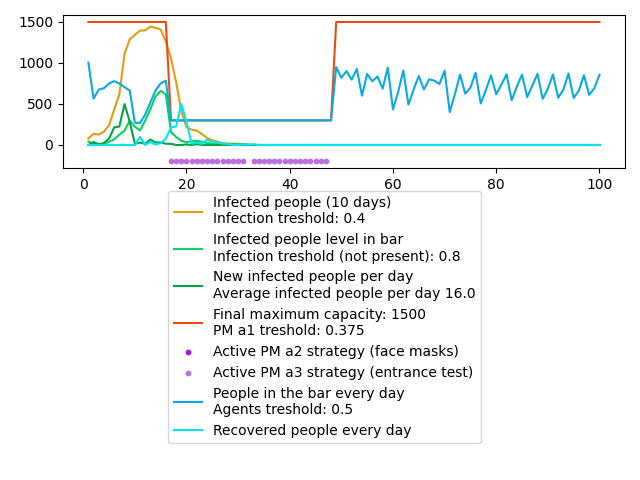 1500
1000
500
0
0
20
40
60
80
100
Infected people (10 days)
Infection treshold: 0.4
Infected people level in bar
Infection treshold (not present): 0.8
New infected people per day
Average infected people per day 16.0
Final maximum capacity: 1500
PM a1 treshold: 0.375
Active PM a2 strategy (face masks)
Active PM a3 strategy (entrance test)
People in the bar every day
Agents treshold: 0.5
Recovered people every day